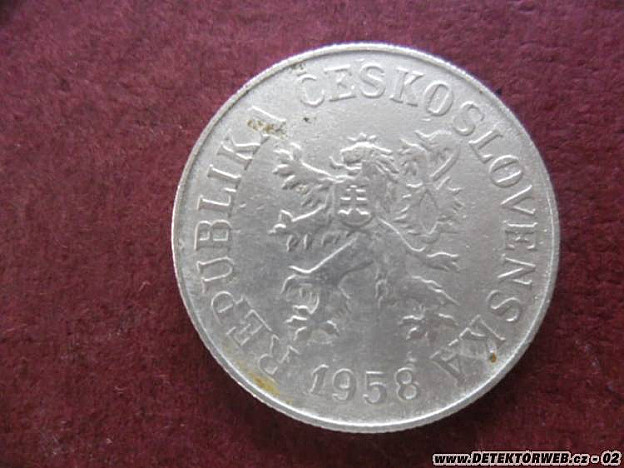 REPUBLIKA ČESKOSLOVENSKÁ
1958
www.DETEKTORWEB.cz - 02